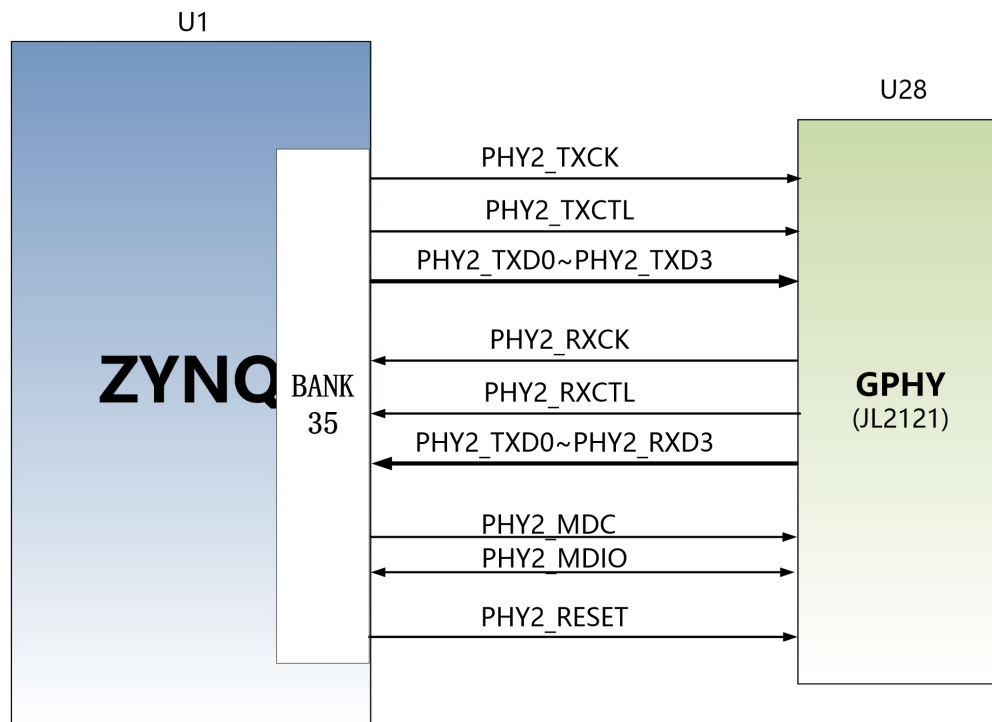 U1
U28
PHY2_TXCK
PHY2_TXCTL
PHY2_TXD0~PHY2_TXD3
PHY2_RXCK
ZYNQ
BANK
35
PHY2_RXCTL
GPHY
(JL2121)
PHY2_TXD0~PHY2_RXD3
PHY2_MDC
PHY2_MDIO
PHY2_RESET